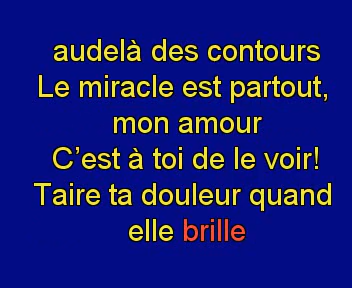 audelà des contours
Le miracle est partout,
mon amour
C’est à toi de le voir!
Taire ta douleur quand
elle brille